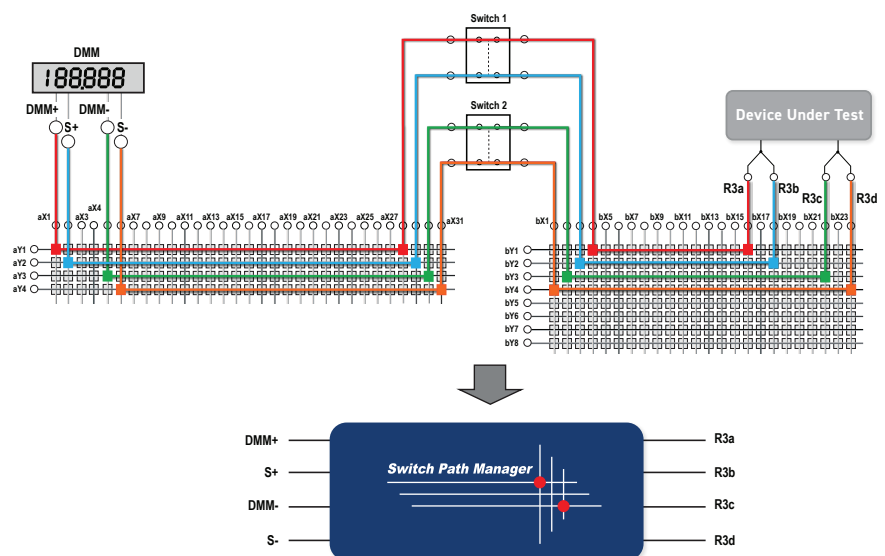 Switch 1
DMM
188.888
DMM+
S+
DMM-
S-
Switch 2
Device Under Test
R3a
R3b
R3c
R3d
aX1
aX3
aX4
aX7
aX9
aX11
aX13
aX15
aX17
aX19
aX21
aX23
aX25
aX27
aX31
bX1
bX5
bX7
bX9
bX11
bX13
bX15
bX17
bX19
bX21
bX23
aY1
aY2
aY3
aY4
bY1
bY2
bY3
bY4
bY5
bY6
bY7
bY8
DMM+
S+
DMM-
S-
Switch Path Manager
R3a
R3b
R3c
R3d